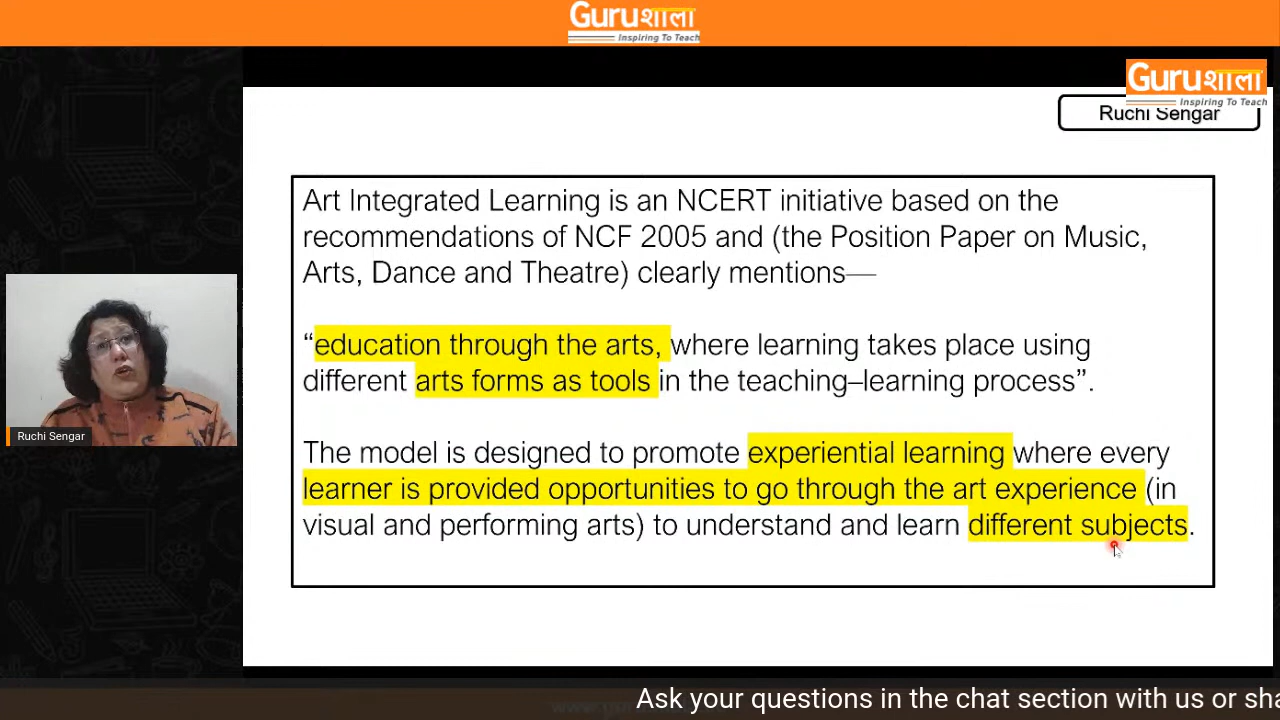 Guruशाला
Inspiring To Teach
Guruशाला
Inspiring To Teach
Ruchi Sengar
Art Integrated Learning is an NCERT initiative based on the
recommendations of NCF 2005 and (the Position Paper on Music,
Arts, Dance and Theatre) clearly mentions—
“education through the arts, where learning takes place using
different arts forms as tools in the teaching–learning process”.
The model is designed to promote experiential learning where every
learner is provided opportunities to go through the art experience (in
visual and performing arts) to understand and learn different subjects.
Ruchi Sengar
Ask your questions in the chat section with us or sha